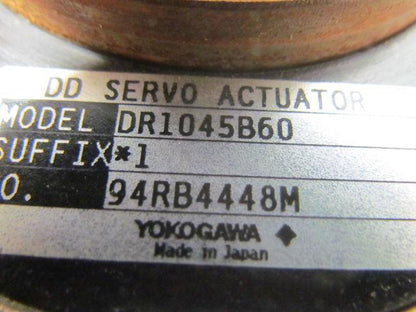 DD SERVO ACTUATOR
MODEL DR1045B60
SUFFIX*1
O. 94RB4448M
YOKOGAWA
Made in Japan